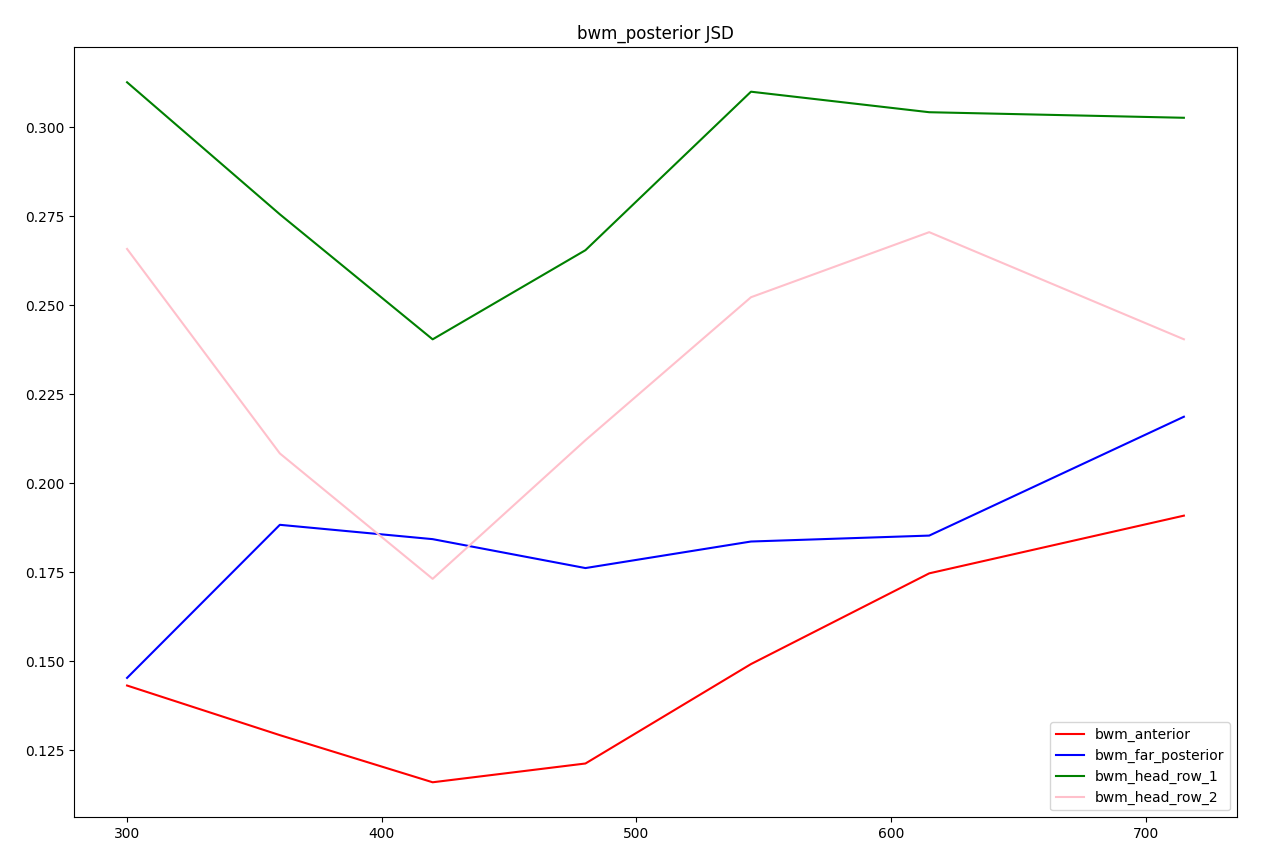 bwm_posterior JSD
0.300
0.275
0.250
0.225
0.200
0.175
0.150
0.125
300 400 500 600 700
bwm_anterior
bwm_far_posterior
bwm_head_row_1
bwm_head_row_2